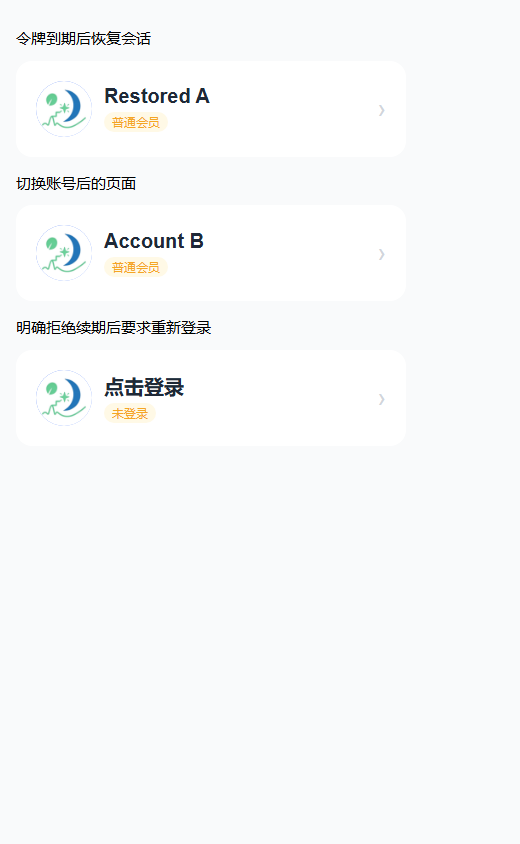 令牌到期后恢复会话
Restored A
普通会员
切换账号后的页面
Account B
普通会员
明确拒绝续期后要求重新登录
点击登录
未登录